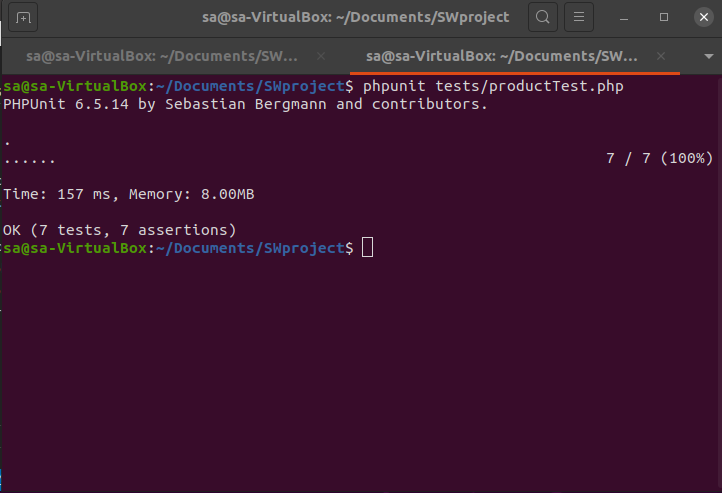 sa@sa-VirtualBox: ~/Documents/SWproject
sa@sa-VirtualBox: ~/Documents/SW... × sa@sa-VirtualBox: ~/Documents/SW... ×
sa@sa-VirtualBox:~/Documents/SWproject$ phpunit tests/productTest.php
PHPUnit 6.5.14 by Sebastian Bergmann and contributors.
.
...... 7 / 7 (100%)
Time: 157 ms, Memory: 8.00MB
OK (7 tests, 7 assertions)
sa@sa-VirtualBox:~/Documents/SWproject$